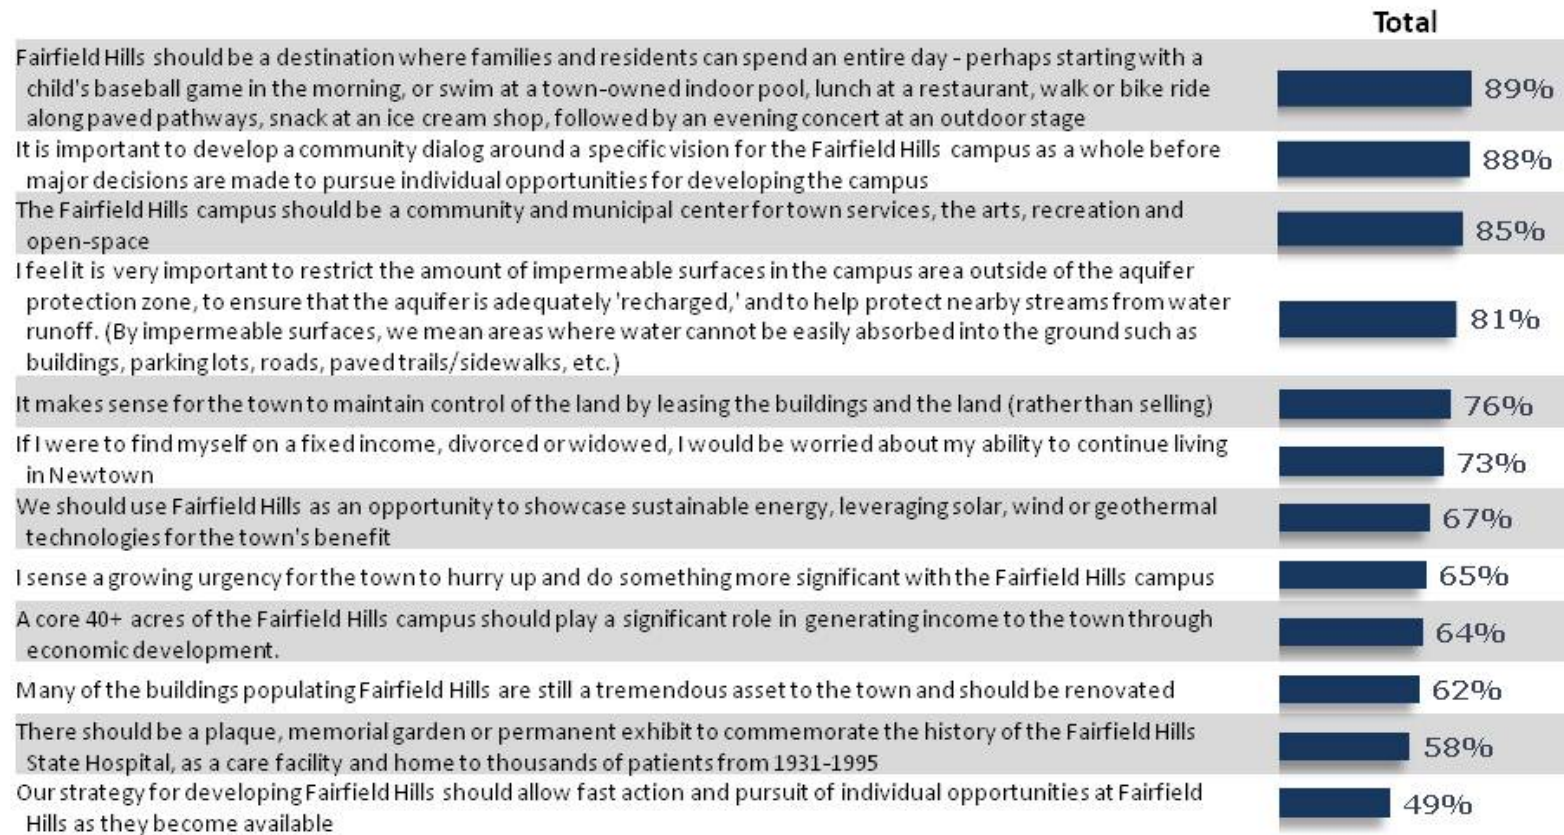 Total
Fairfield Hills should be a destination where families and residents can spend an entire day - perhaps starting with a
child's baseball game in the morning, or swim at a town-owned indoor pool, lunch at a restaurant, walk or bike ride
along paved pathways, snack at an ice cream shop, followed by an evening concert at an outdoor stage
89%
It is important to develop a community dialog around a specific vision for the Fairfield Hills campus as a whole before
major decisions are made to pursue individual opportunities for developing the campus
88%
The Fairfield Hills campus should be a community and municipal center for town services, the arts, recreation and
open-space
85%
I feel it is very important to restrict the amount of impermeable surfaces in the campus area outside of the aquifer
protection zone, to ensure that the aquifer is adequately 'recharged,' and to help protect nearby streams from water
runoff. (By impermeable surfaces, we mean areas where water cannot be easily absorbed into the ground such as
buildings, parking lots, roads, paved trails/sidewalks, etc.)
81%
It makes sense for the town to maintain control of the land by leasing the buildings and the land (rather than selling)
76%
If I were to find myself on a fixed income, divorced or widowed, I would be worried about my ability to continue living
in Newtown
73%
We should use Fairfield Hills as an opportunity to showcase sustainable energy, leveraging solar, wind or geothermal
technologies for the town's benefit
67%
I sense a growing urgency for the town to hurry up and do something more significant with the Fairfield Hills campus
65%
A core 40+ acres of the Fairfield Hills campus should play a significant role in generating income to the town through
economic development.
64%
Many of the buildings populating Fairfield Hills are still a tremendous asset to the town and should be renovated
62%
There should be a plaque, memorial garden or permanent exhibit to commemorate the history of the Fairfield Hills
State Hospital, as a care facility and home to thousands of patients from 1931-1995
58%
Our strategy for developing Fairfield Hills should allow fast action and pursuit of individual opportunities at Fairfield
Hills as they become available
49%